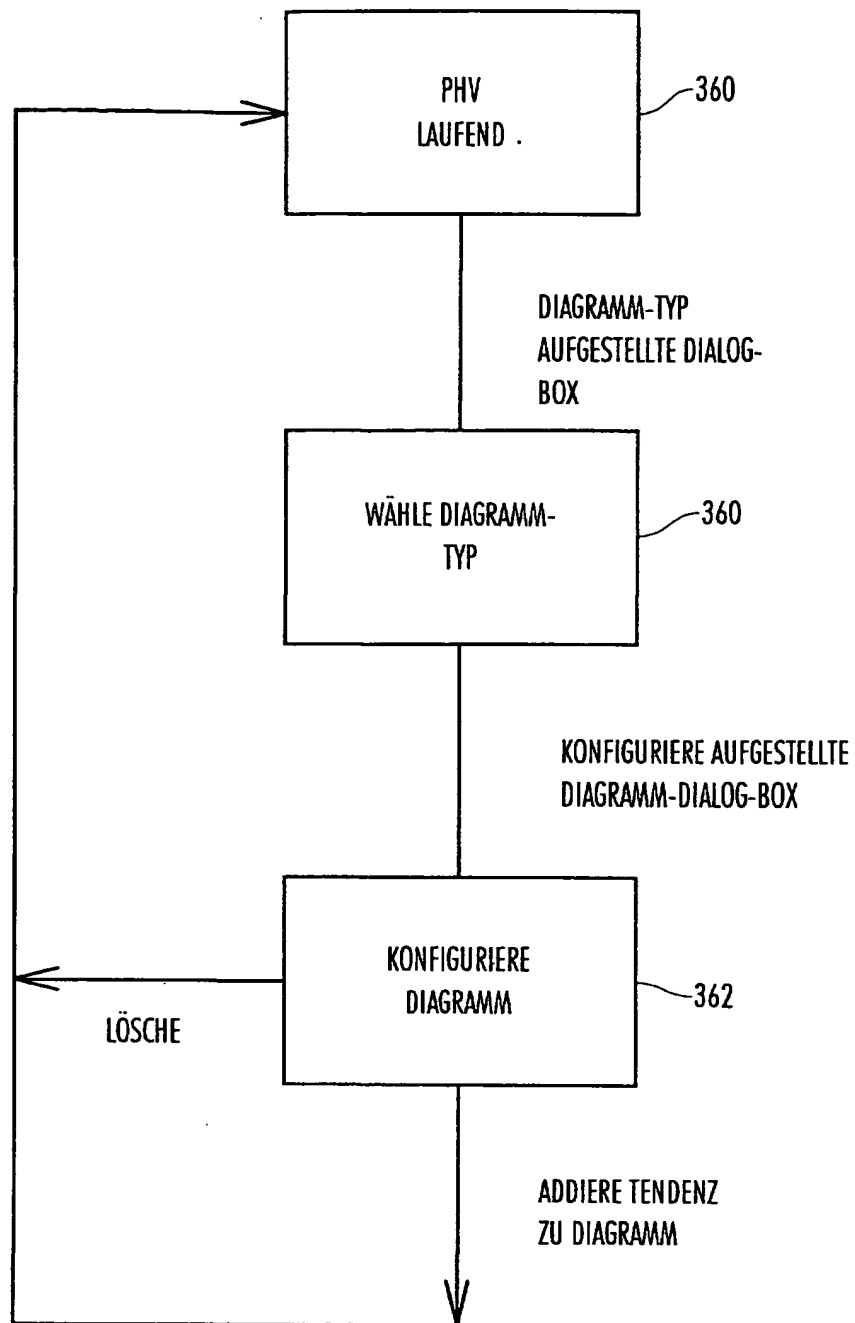 PHV
LAUFEND .
360
DIAGRAMM-TYP
AUFGESTELLTE DIALOG-
BOX
WÄHLE DIAGRAMM-
TYP
360
KONFIGURIERE AUFGESTELLTE
DIAGRAMM-DIALOG-BOX
KONFIGURIERE
DIAGRAMM
362
LÖSCHE
ADDIERE TENDENZ
ZU DIAGRAMM